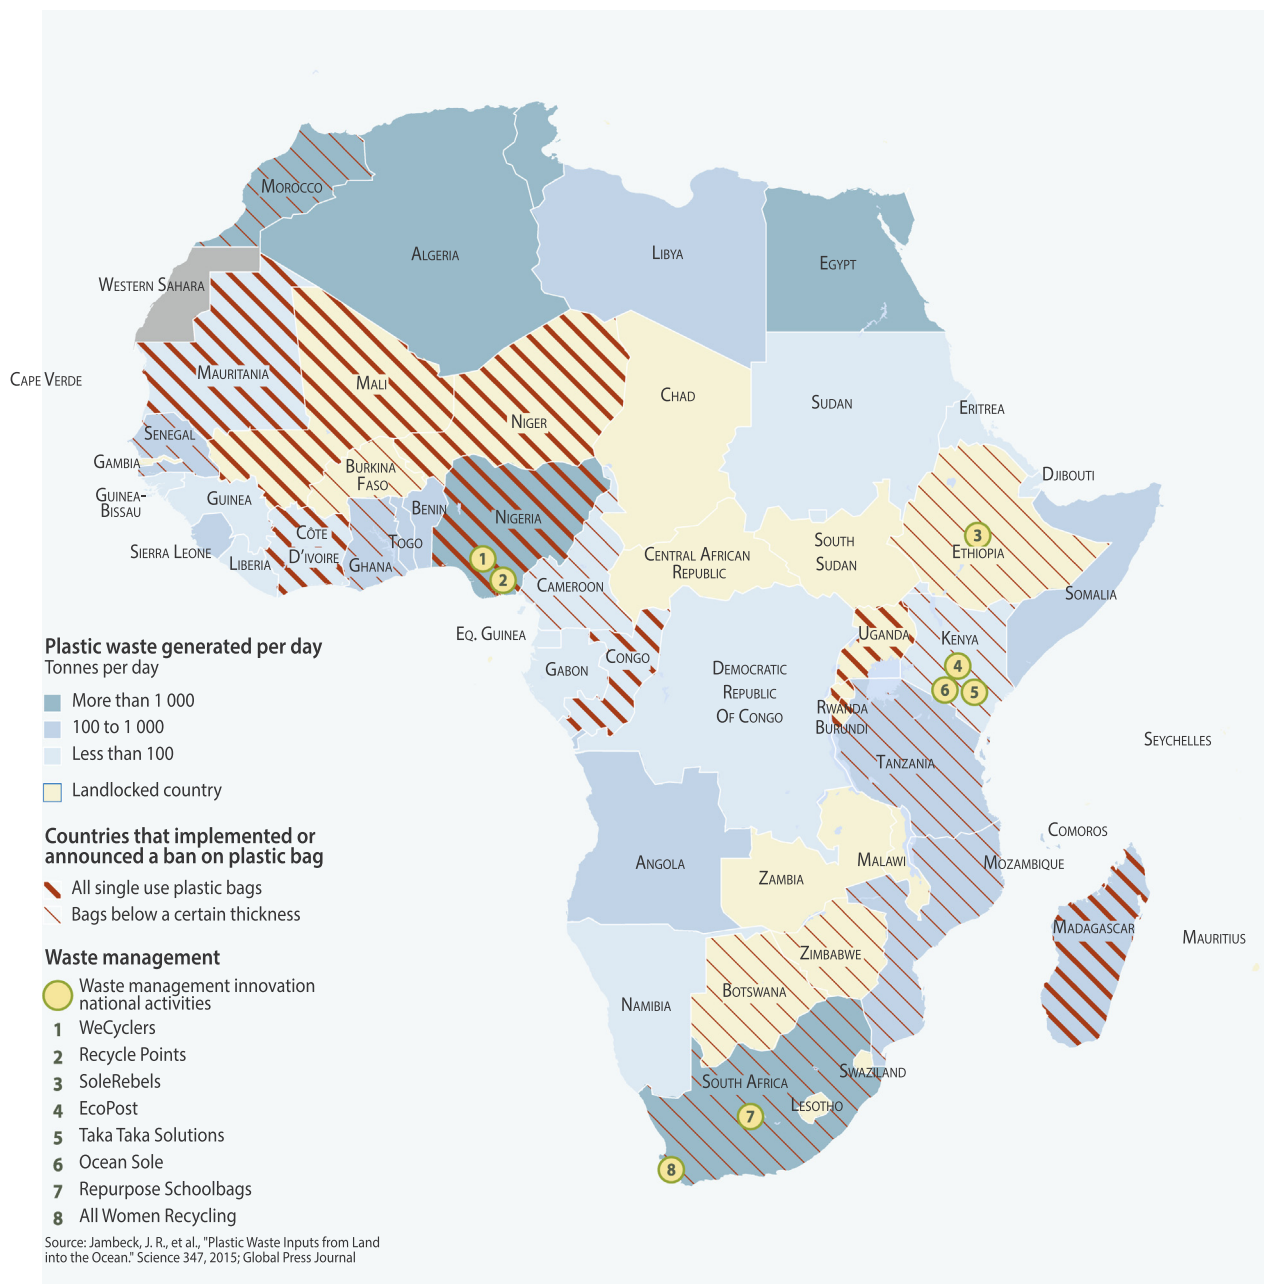 MOROCCO
ALGERIA
LIBYA
EGYPT
WESTERN SAHARA
CAPE VERDE
MAURITANIA
MALI
NIGER
CHAD
SUDAN
ERITREA
SENEGAL
GAMBIA
GUINEA-
BISSAU
GUINEA
BURKINA
FASO
BENIN
NIGERIA
DJIBOUTI
SIERRA LEONE
LIBERIA
CÔTE
D'IVOIRE
GHANA
TOGO
1
2
CAMEROON
CENTRAL AFRICAN
REPUBLIC
SOUTH
SUDAN
3
ETHIOPIA
SOMALIA
EQ. GUINEA
GABON
CONGO
DEMOCRATIC
REPUBLIC
OF CONGO
UGANDA
KENYA
4
6
5
RWANDA
BURUNDI
TANZANIA
SEYCHELLES
COMOROS
ANGOLA
ZAMBIA
MALAWI
MOZAMBIQUE
MADAGASCAR
MAURITIUS
ZIMBABWE
BOTSWANA
NAMIBIA
SOUTH AFRICA
SWAZILAND
LESOTHO
7
8
Plastic waste generated per day
Tonnes per day
More than 1 000
100 to 1 000
Less than 100
Landlocked country
Countries that implemented or
announced a ban on plastic bag
All single use plastic bags
Bags below a certain thickness
Waste management
Waste management innovation
national activities
1 WeCyclers
2 Recycle Points
3 SoleRebels
4 EcoPost
5 Taka Taka Solutions
6 Ocean Sole
7 Repurpose Schoolbags
8 All Women Recycling
Source: Jambeck, J. R., et al., "Plastic Waste Inputs from Land
into the Ocean." Science 347, 2015; Global Press Journal